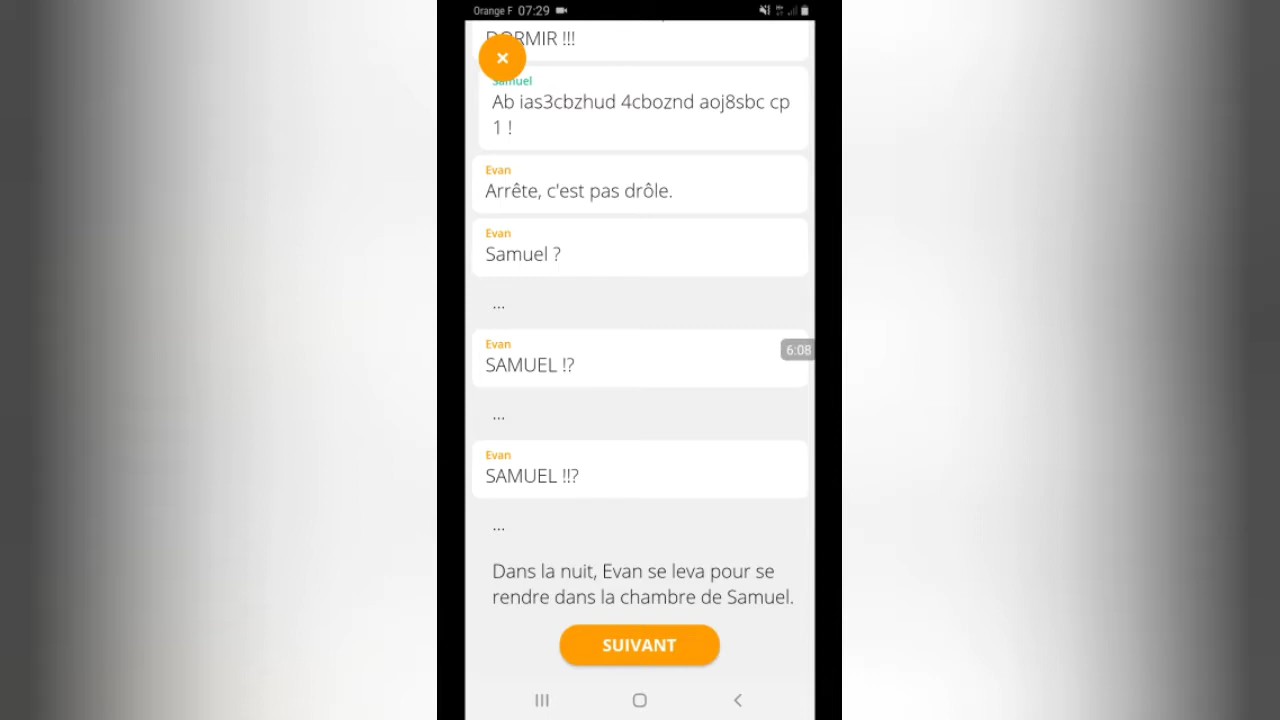 Orange F 07:29
DORMIR !!!
Samuel
Ab ias3cbzhud 4cboznd aoj8sbc cp
1 !
Evan
Arrête, c'est pas drôle.
Evan
Samuel ?
...
Evan
SAMUEL !?
6:08
...
Evan
SAMUEL !!?
...
Dans la nuit, Evan se leva pour se
rendre dans la chambre de Samuel.
SUIVANT